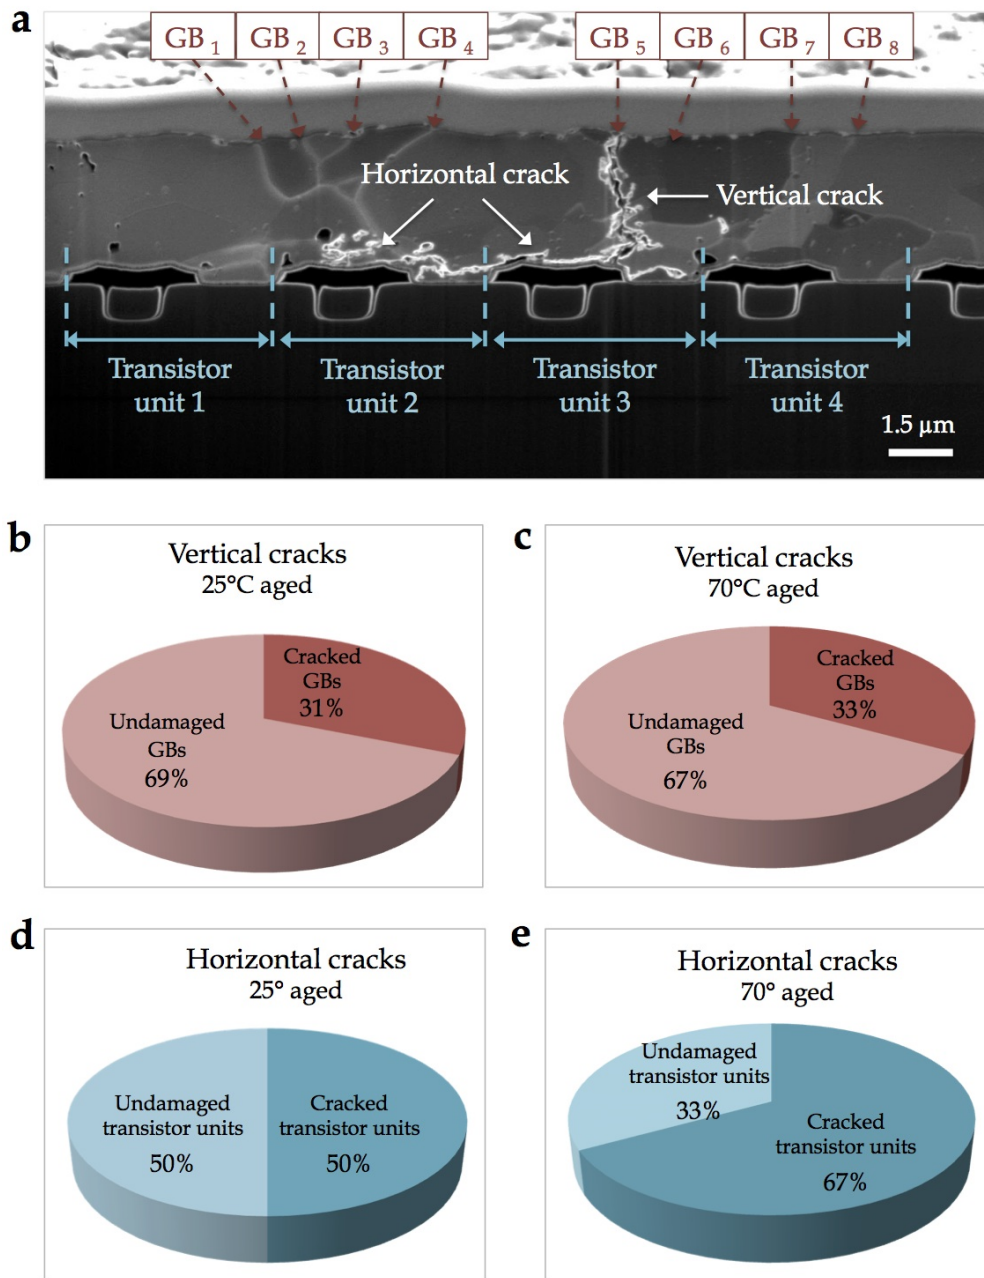 a
GB 1 GB 2 GB 3 GB 4 GB 5 GB 6 GB 7 GB 8
Horizontal crack
Vertical crack
Transistor unit 1
Transistor unit 2
Transistor unit 3
Transistor unit 4
1.5 µm
b
Vertical cracks
25°C aged
Cracked
GBs
31%
Undamaged
GBs
69%
c
Vertical cracks
70°C aged
Cracked
GBs
33%
Undamaged
GBs
67%
d
Horizontal cracks
25° aged
Undamaged
transistor units
50%
Cracked
transistor units
50%
e
Horizontal cracks
70° aged
Undamaged
transistor units
33%
Cracked
transistor units
67%